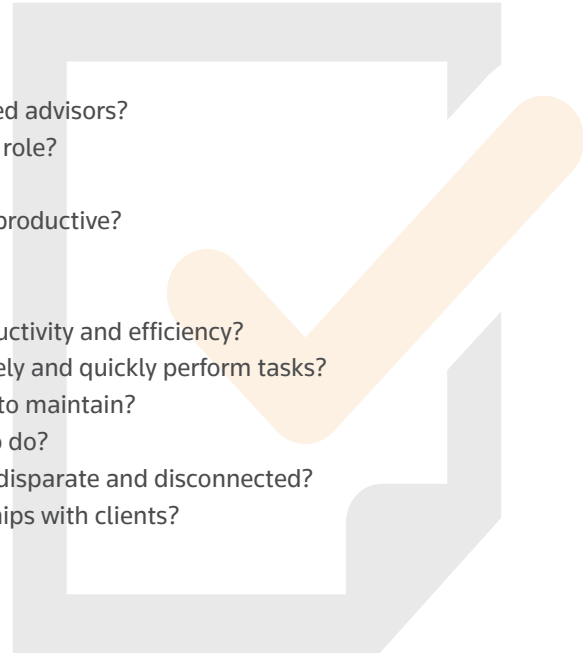 ed advisors?
role?
productive?
uctivity and efficiency?
ely and quickly perform tasks?
to maintain?
o do?
disparate and disconnected?
hips with clients?